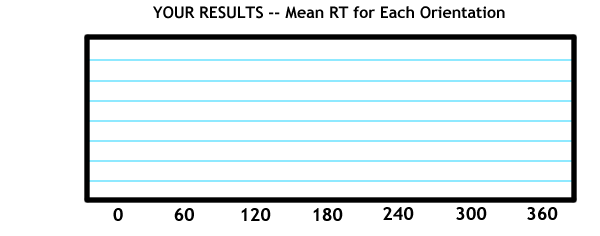 YOUR RESULTS -- Mean RT for Each Orientation
0 60 120 180 240 300 360